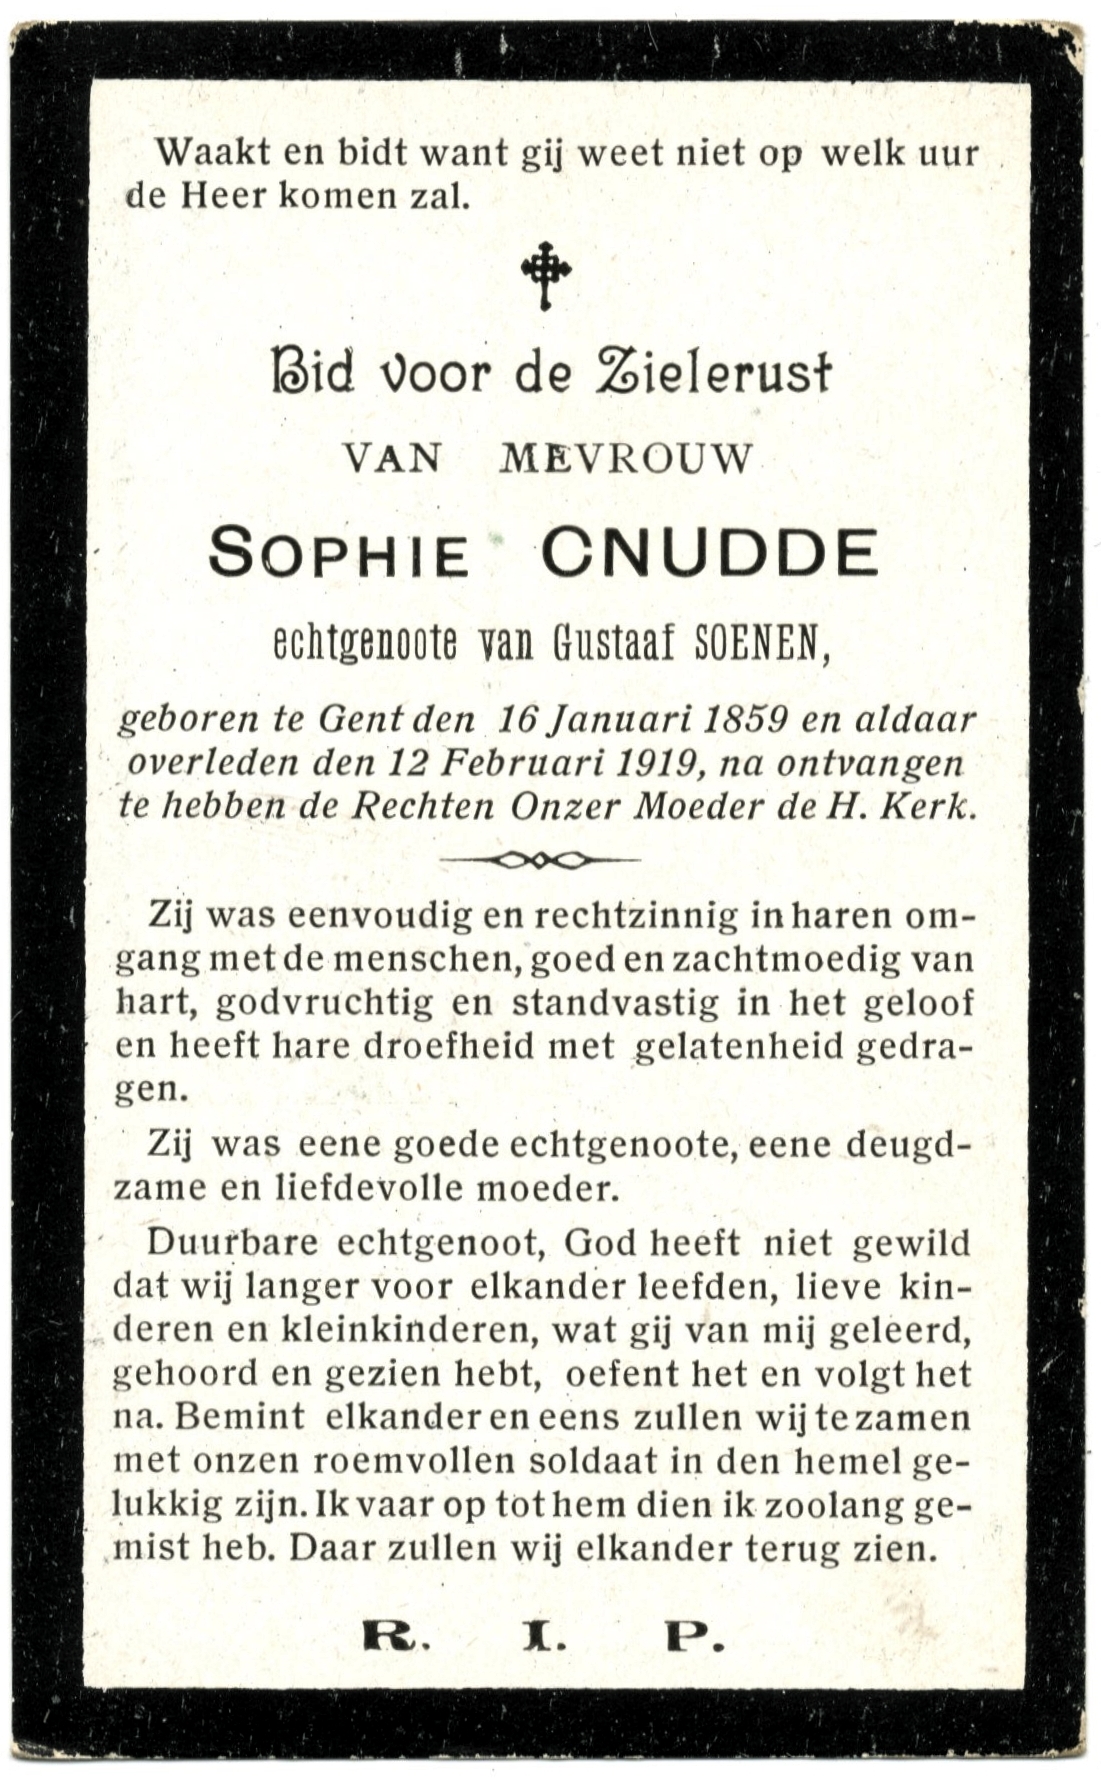 Waakt en bidt want gij weet niet op welk uur
de Heer komen zal.
Bid voor de Zielerust
VAN MEVROUW
SOPHIE CNUDDE
echtgenoote van Gustaaf SOENEN,
geboren te Gent den 16 Januari 1859 en aldaar
overleden den 12 Februari 1919, na ontvangen
te hebben de Rechten Onzer Moeder de H. Kerk.
Zij was eenvoudig en rechtzinnig in haren om-
gang met de menschen, goed en zachtmoedig van
hart, godvruchtig en standvastig in het geloof
en heeft hare droefheid met gelatenheid gedra-
gen.
Zij was eene goede echtgenoote, eene deugd-
zame en liefdevolle moeder.
Duurbare echtgenoot, God heeft niet gewild
dat wij langer voor elkander leefden, lieve kin-
deren en kleinkinderen, wat gij van mij geleerd,
gehoord en gezien hebt, oefent het en volgt het
na. Bemint elkander en eens zullen wij te zamen
met onzen roemvollen soldaat in den hemel ge-
lukkig zijn. Ik vaar op tot hem dien ik zoolang ge-
mist heb. Daar zullen wij elkander terug zien.
R. I. P.